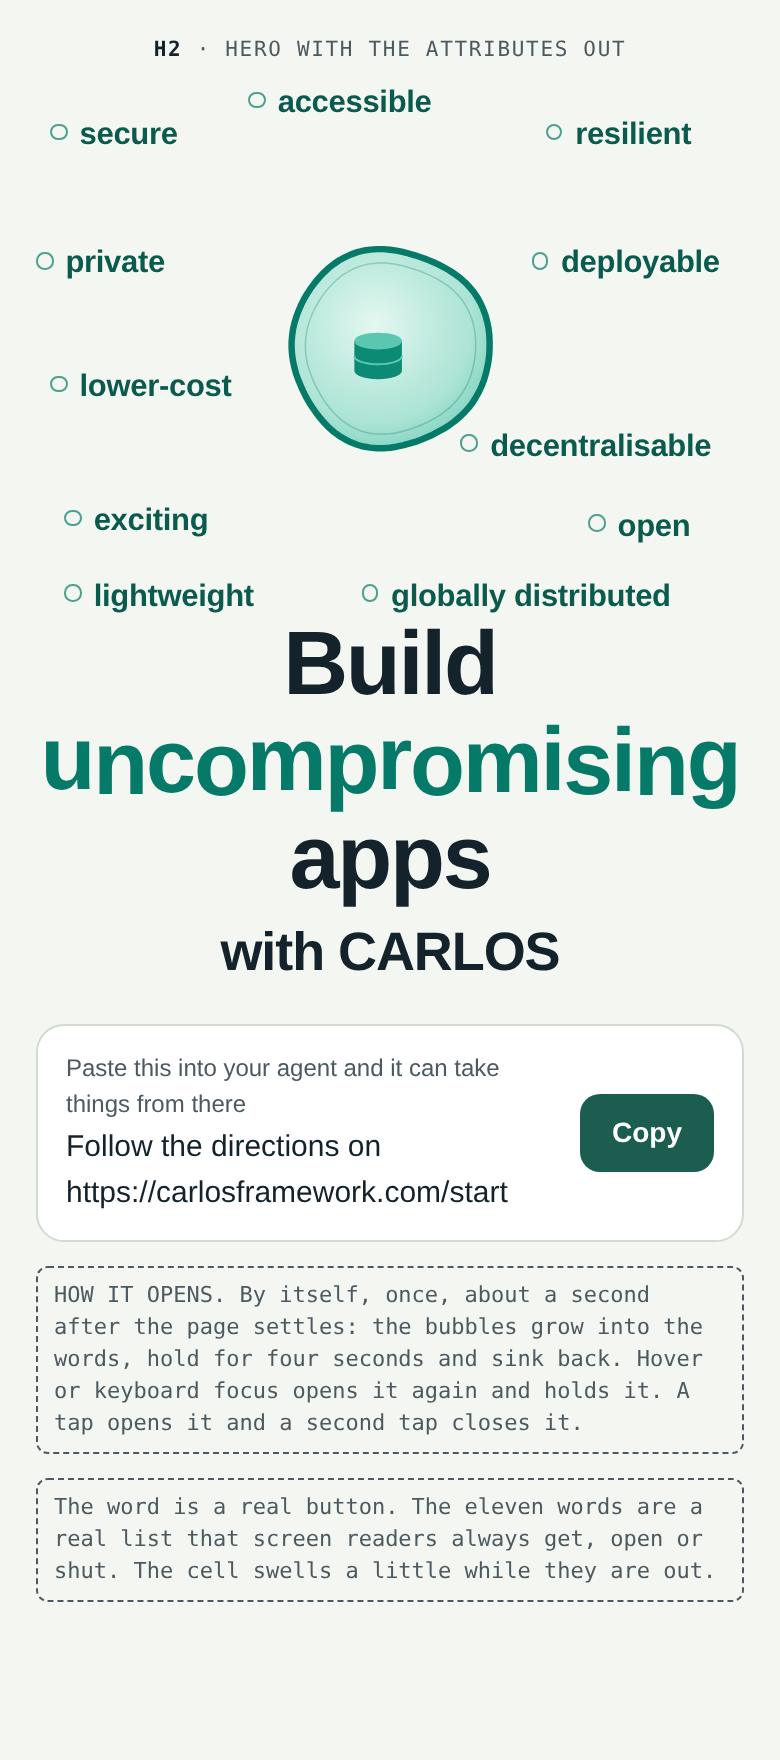 H2 · HERO WITH THE ATTRIBUTES OUT
accessible
secure
resilient
private
deployable
lower-cost
decentralisable
exciting
open
lightweight
globally distributed
Build
uncompromising
apps
with CARLOS
Paste this into your agent and it can take
things from there
Follow the directions on
https://carlosframework.com/start
Copy
HOW IT OPENS. By itself, once, about a second
after the page settles: the bubbles grow into the
words, hold for four seconds and sink back. Hover
or keyboard focus opens it again and holds it. A
tap opens it and a second tap closes it.
The word is a real button. The eleven words are a
real list that screen readers always get, open or
shut. The cell swells a little while they are out.